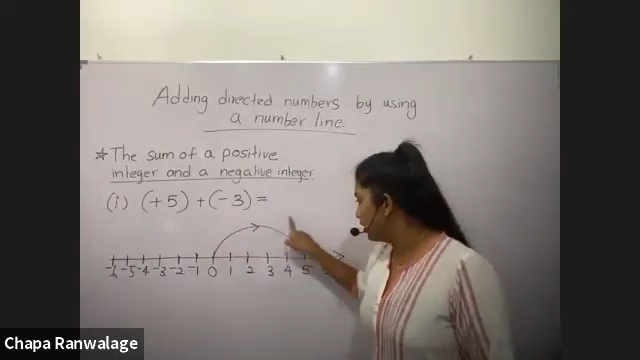 Adding directed numbers by using
a number line.
☆ The sum of a positive
integer and a negative integer.
(i) (+5) + (-3) =
-6 -5 -4 -3 -2 -1 0 1 2 3 4 5
Chapa Ranwalage